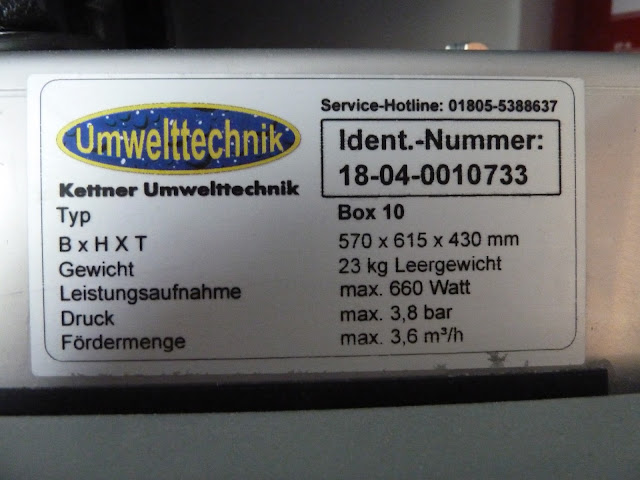 Service-Hotline: 01805-5388637
Umwelttechnik
Kettner Umwelttechnik
Ident.-Nummer:
18-04-0010733
Typ Box 10
B x H X T 570 x 615 x 430 mm
Gewicht 23 kg Leergewicht
Leistungsaufnahme max. 660 Watt
Druck max. 3,8 bar
Fördermenge max. 3,6 m³/h